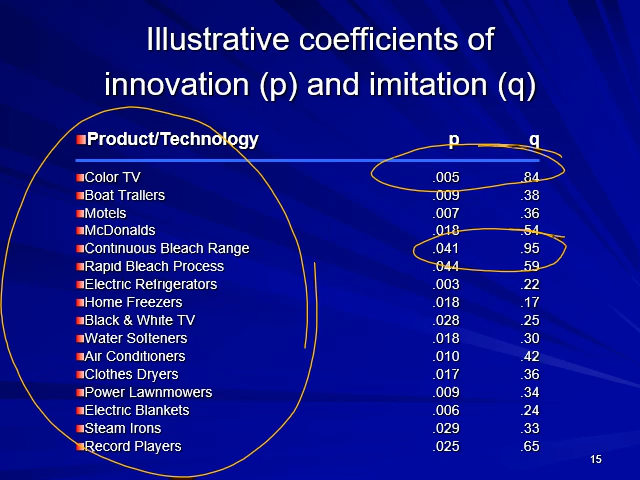 Illustrative coefficients of
innovation (p) and imitation (q)
Product/Technology p q
Color TV .005 .84
Boat Trallers .009 .38
Motels .007 .36
McDonalds .018 .54
Continuous Bleach Range .041 .95
Rapid Bleach Process .044 .59
Electric Refrigerators .003 .22
Home Freezers .018 .17
Black & White TV .028 .25
Water Softeners .018 .30
Air Conditioners .010 .42
Clothes Dryers .017 .36
Power Lawnmowers .009 .34
Electric Blankets .006 .24
Steam Irons .029 .33
Record Players .025 .65
15